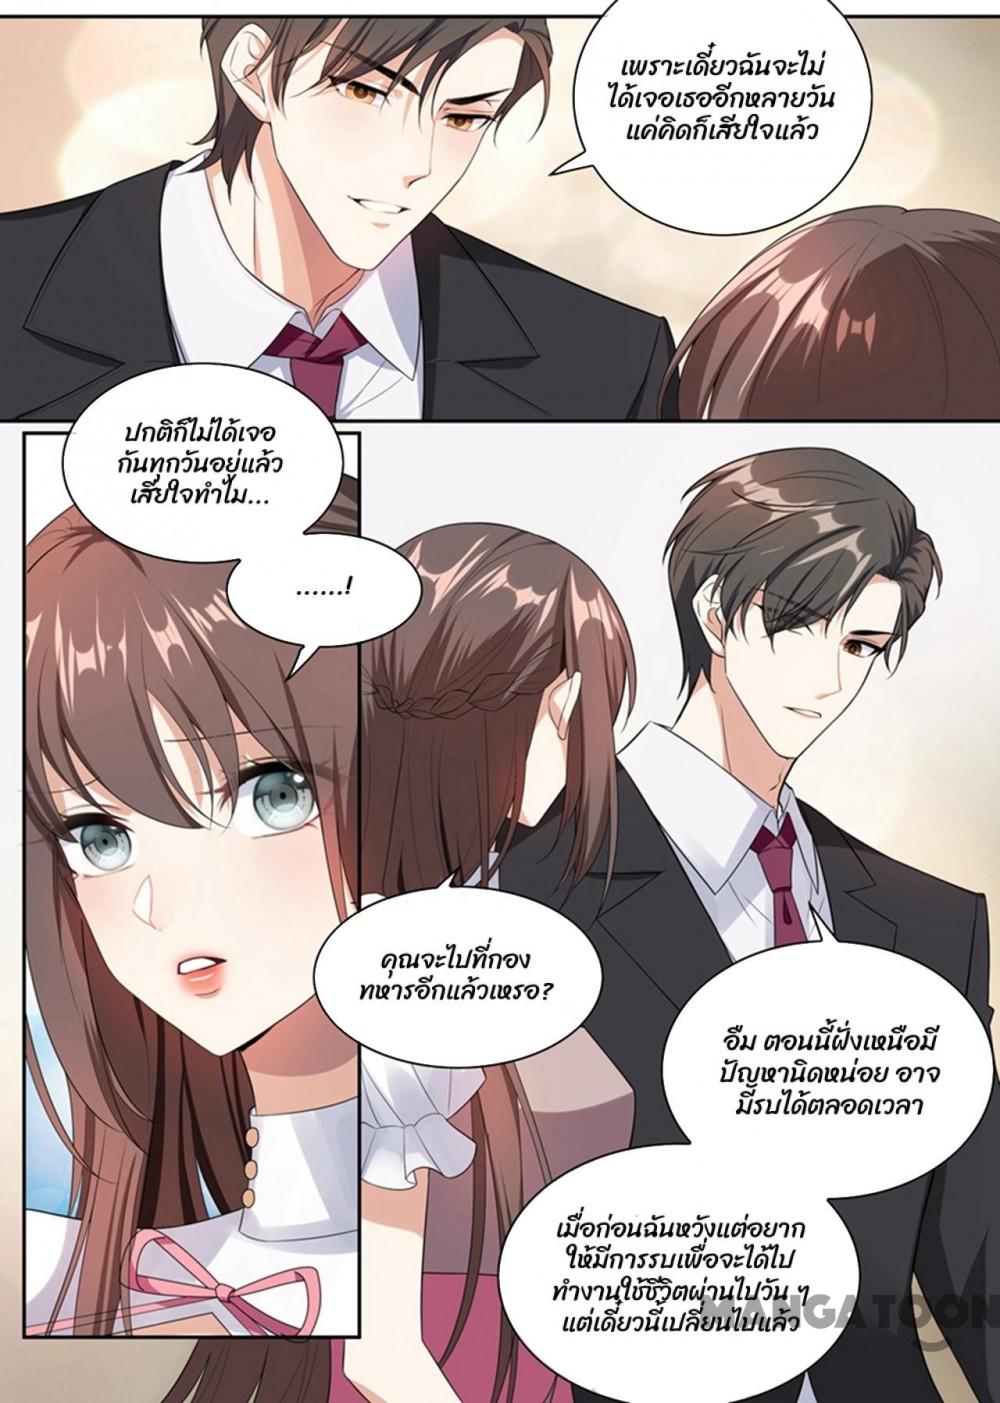 เพราะเดี๋ยวฉันจะไม่
ได้เจอเธออีกหลายวัน
แค่คิดก็เสียใจแล้ว
ปกติก็ไม่ได้เจอ
กันทุกวันอยู่แล้ว
เสียใจทำไม...
......!
คุณจะไปที่กอง
ทหารอีกแล้วเหรอ?
อืม ตอนนี้ฝั่งเหนือมี
ปัญหานิดหน่อย อาจ
มีรบได้ตลอดเวลา
เมื่อก่อนฉันหวังแต่อยาก
ให้มีการรบเพื่อจะได้ไป
ทำงานใช้ชีวิตผ่านไปวัน ๆ
แต่เดี๋ยวนี้เปลี่ยนไปแล้ว
MANGATOON